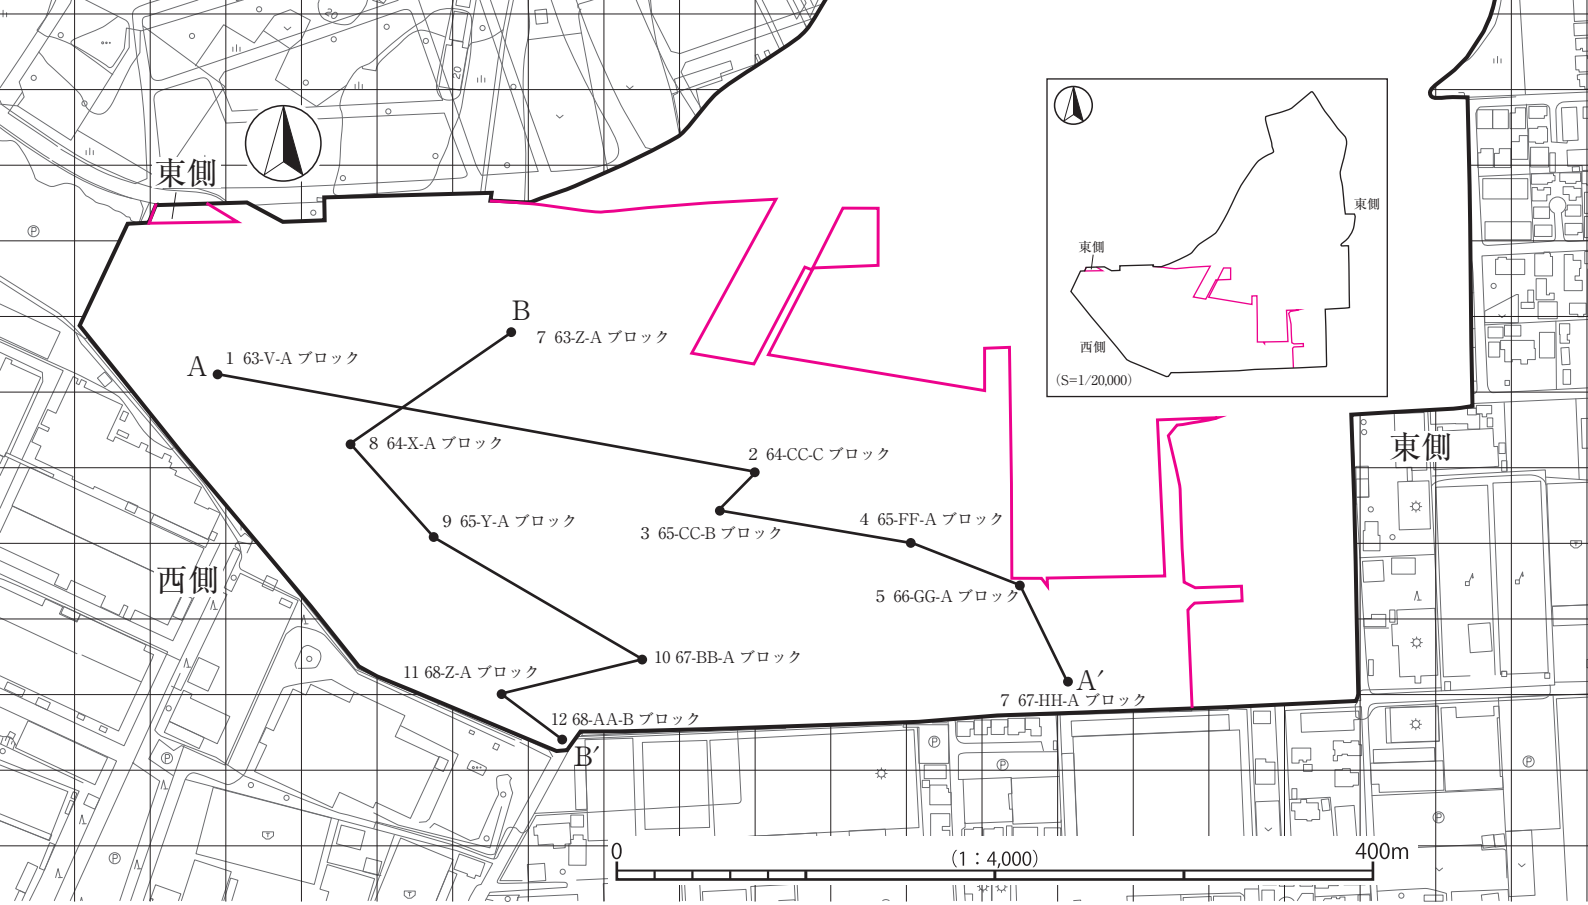 20
20
東側
東側
東側
西側
(S=1/20,000)
B
7 63-Z-A ブロック
A
1 63-V-A ブロック
8 64-X-A ブロック
2 64-CC-C ブロック
東側
9 65-Y-A ブロック
3 65-CC-B ブロック
4 65-FF-A ブロック
西側
5 66-GG-A ブロック
10 67-BB-A ブロック
11 68-Z-A ブロック
A′
7 67-HH-A ブロック
12 68-AA-B ブロック
B′
0
(1:4,000)
400m